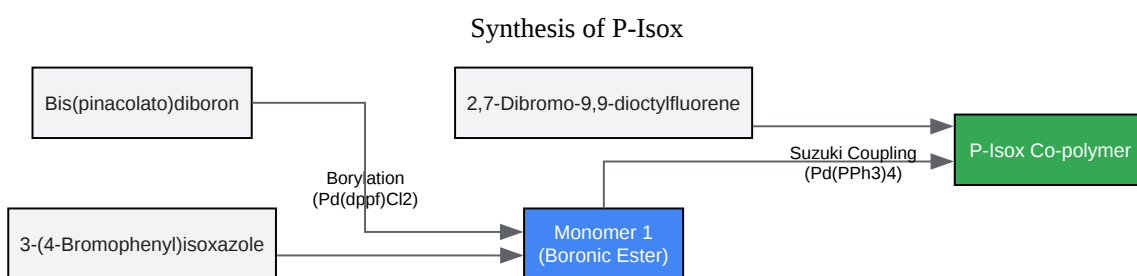 Synthesis of P-Isox
Bis(pinacolato)diboron
2,7-Dibromo-9,9-dioctylfluorene
P-Isox Co-polymer
Suzuki Coupling
(Pd(PPh3)4)
Borylation
(Pd(dppf)Cl2)
3-(4-Bromophenyl)isoxazole
Monomer 1
(Boronic Ester)